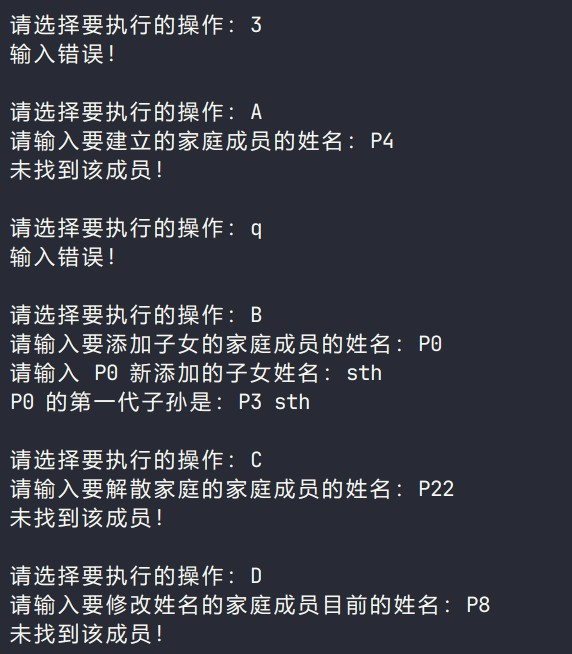 请选择要执行的操作: 3
输入错误!
请选择要执行的操作: A
请输入要建立的家庭成员的姓名: P4
未找到该成员!
请选择要执行的操作: q
输入错误!
请选择要执行的操作: B
请输入要添加子女的家庭成员的姓名: P0
请输入 P0 新添加的子女姓名: sth
P0 的第一代子孙是: P3 sth
请选择要执行的操作: C
请输入要解散家庭的家庭成员的姓名: P22
未找到该成员!
请选择要执行的操作: D
请输入要修改姓名的家庭成员目前的姓名: P8
未找到该成员!